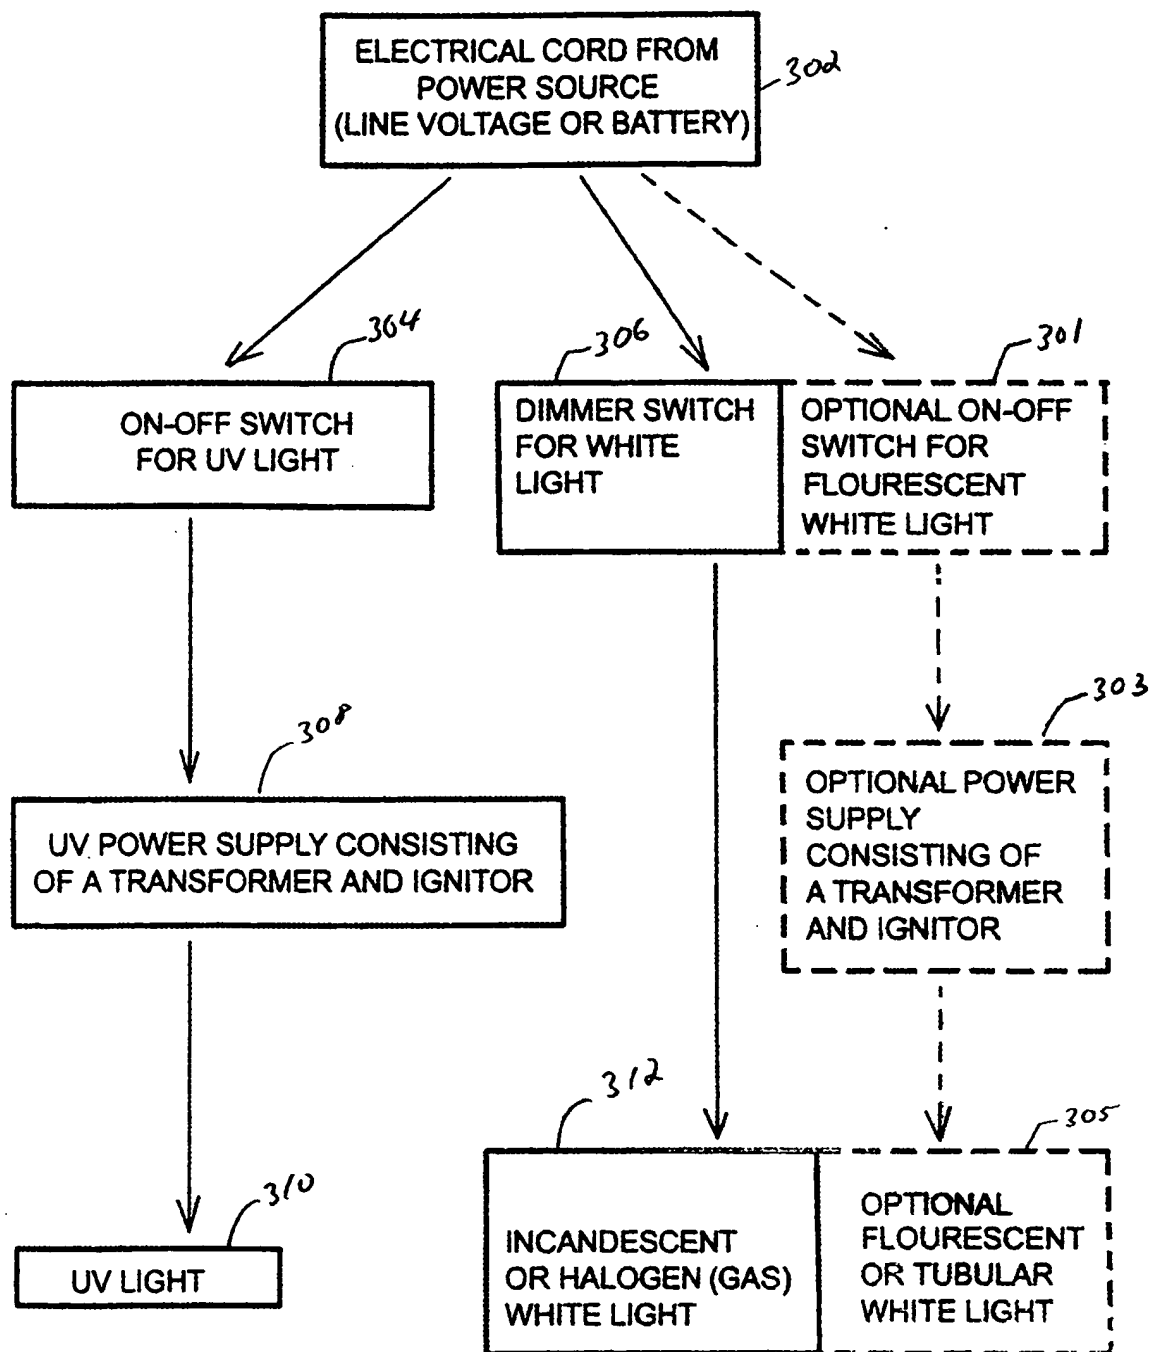 ELECTRICAL CORD FROM
POWER SOURCE
(LINE VOLTAGE OR BATTERY)
302
304
ON-OFF SWITCH
FOR UV LIGHT
306
DIMMER SWITCH
FOR WHITE
LIGHT
301
OPTIONAL ON-OFF
SWITCH FOR
FLOURESCENT
WHITE LIGHT
308
UV POWER SUPPLY CONSISTING
OF A TRANSFORMER AND IGNITOR
303
OPTIONAL POWER
SUPPLY
CONSISTING OF
A TRANSFORMER
AND IGNITOR
310
UV LIGHT
312
INCANDESCENT
OR HALOGEN (GAS)
WHITE LIGHT
305
OPTIONAL
FLOURESCENT
OR TUBULAR
WHITE LIGHT